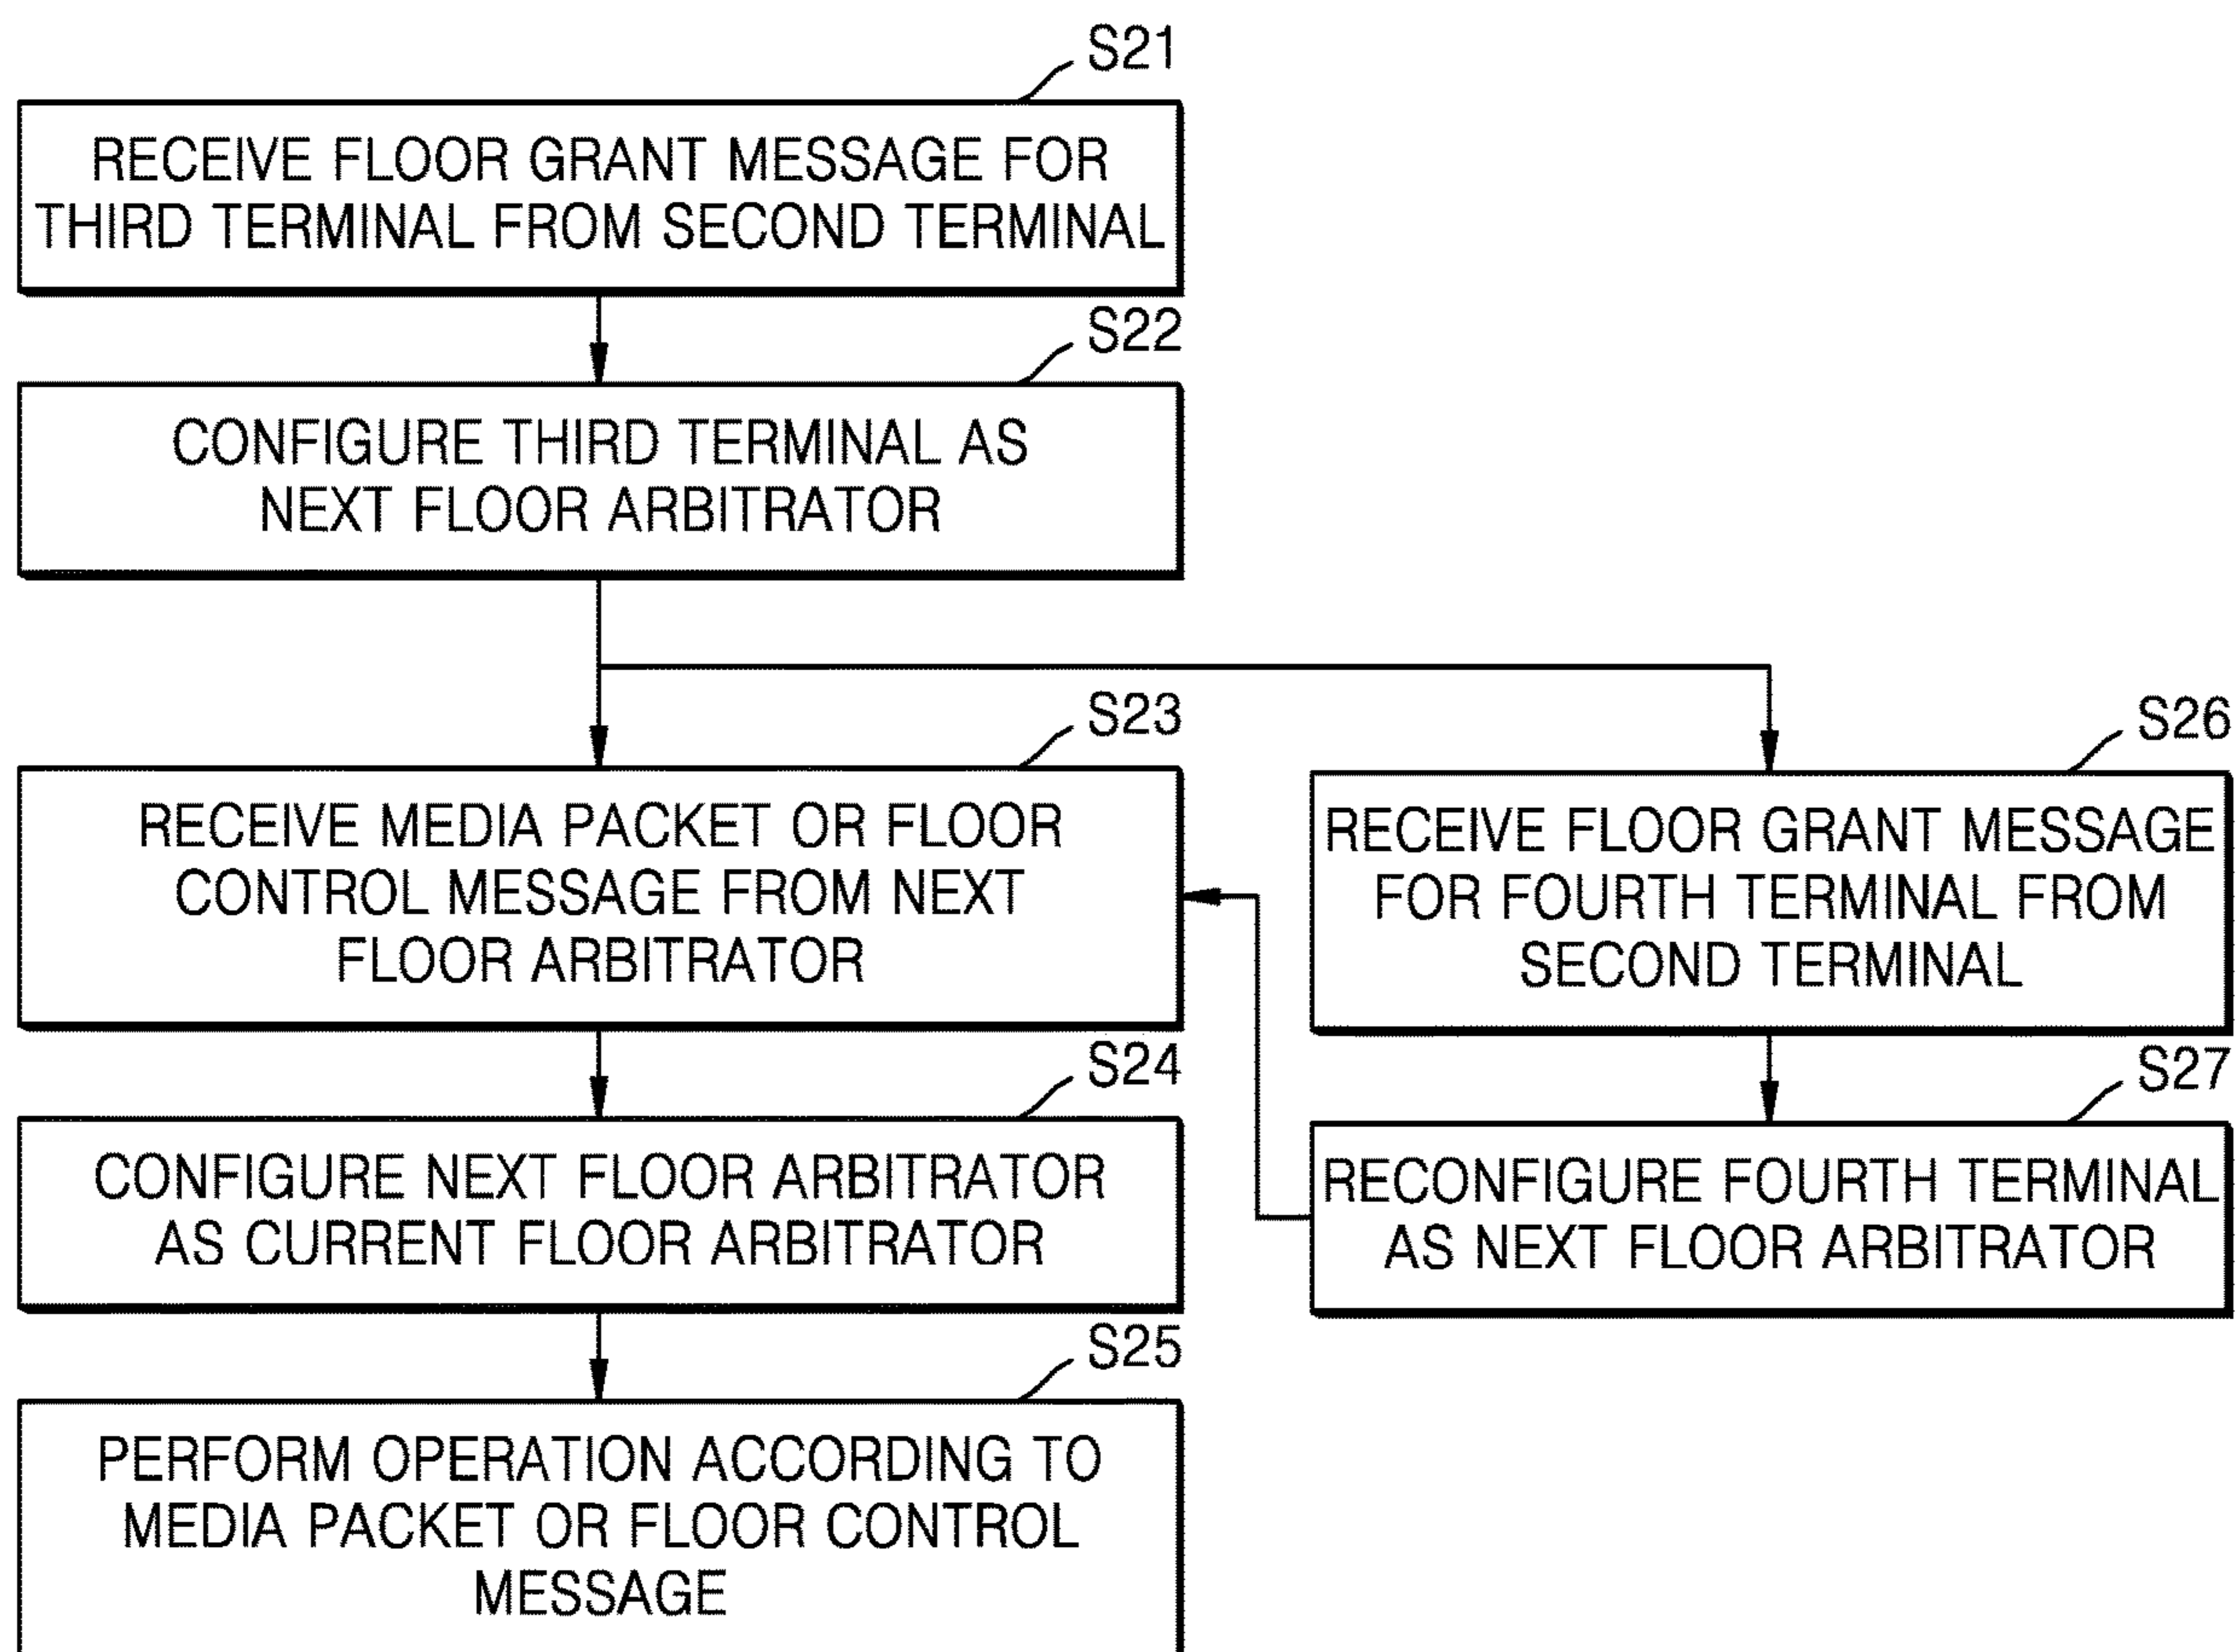 S21
RECEIVE FLOOR GRANT MESSAGE FOR
THIRD TERMINAL FROM SECOND TERMINAL
S22
CONFIGURE THIRD TERMINAL AS
NEXT FLOOR ARBITRATOR
S23
RECEIVE MEDIA PACKET OR FLOOR
CONTROL MESSAGE FROM NEXT
FLOOR ARBITRATOR
S24
CONFIGURE NEXT FLOOR ARBITRATOR
AS CURRENT FLOOR ARBITRATOR
S25
PERFORM OPERATION ACCORDING TO
MEDIA PACKET OR FLOOR CONTROL
MESSAGE
S26
RECEIVE FLOOR GRANT MESSAGE
FOR FOURTH TERMINAL FROM
SECOND TERMINAL
S27
RECONFIGURE FOURTH TERMINAL
AS NEXT FLOOR ARBITRATOR